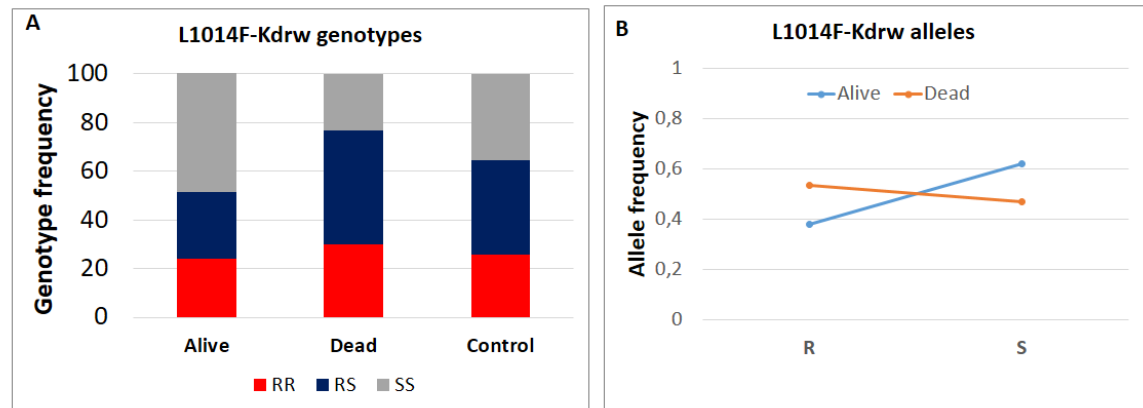 A
L1014F-Kdrw genotypes
Genotype frequency
100
80
60
40
20
0
Alive Dead Control
RR RS SS
B
L1014F-Kdrw alleles
Allele frequency
1
0,8
0,6
0,4
0,2
0
Alive Dead
R S